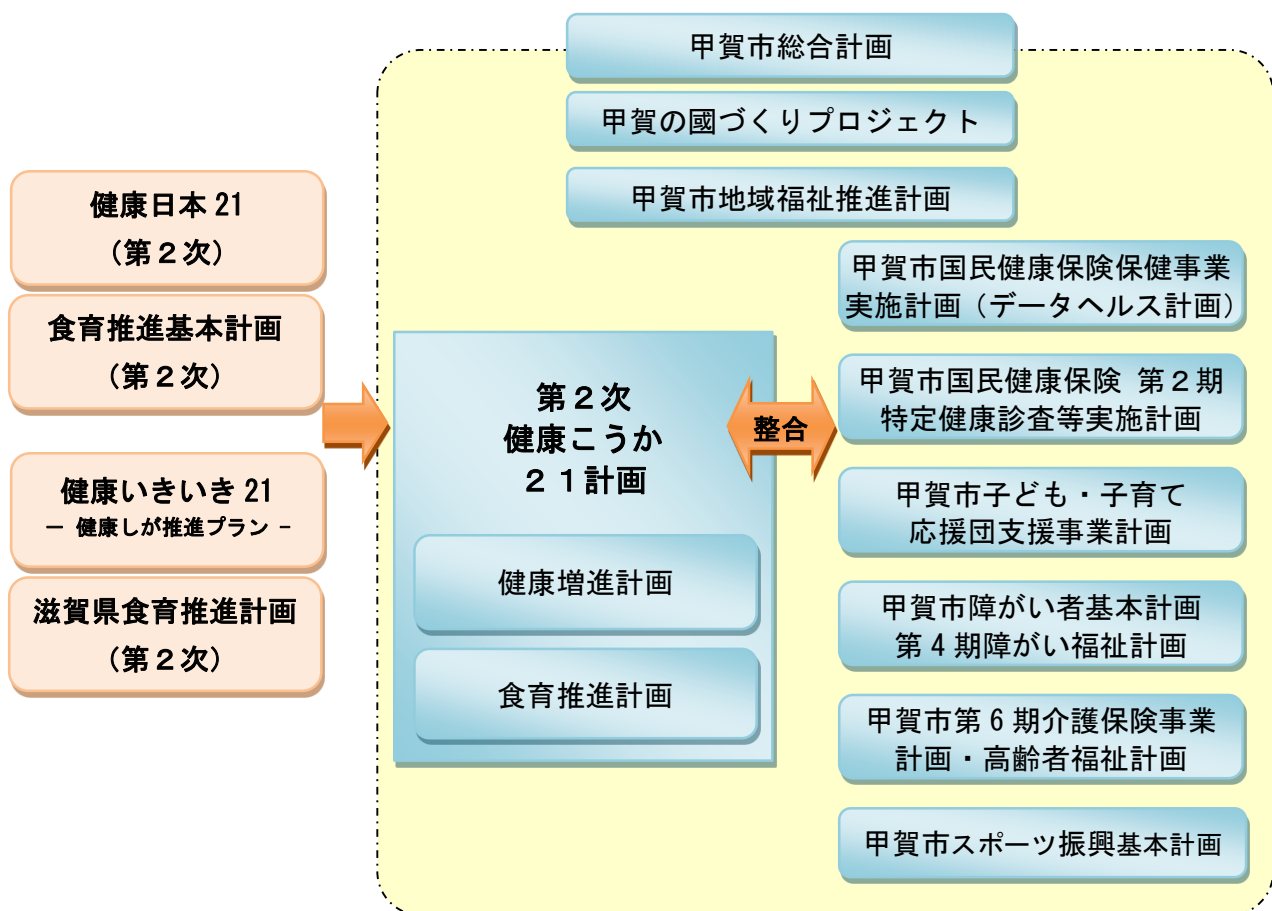 甲賀市総合計画
甲賀の國づくりプロジェクト
甲賀市地域福祉推進計画
健康日本 21
（第２次）
食育推進基本計画
（第２次）
健康いきいき 21
－ 健康しが推進プラン －
滋賀県食育推進計画
（第２次）
第２次
健康こうか
２１計画
健康増進計画
食育推進計画
整合
甲賀市国民健康保険保健事業
実施計画（データヘルス計画）
甲賀市国民健康保険 第２期
特定健康診査等実施計画
甲賀市子ども・子育て
応援団支援事業計画
甲賀市障がい者基本計画
第 4 期障がい福祉計画
甲賀市第 6 期介護保険事業
計画・高齢者福祉計画
甲賀市スポーツ振興基本計画